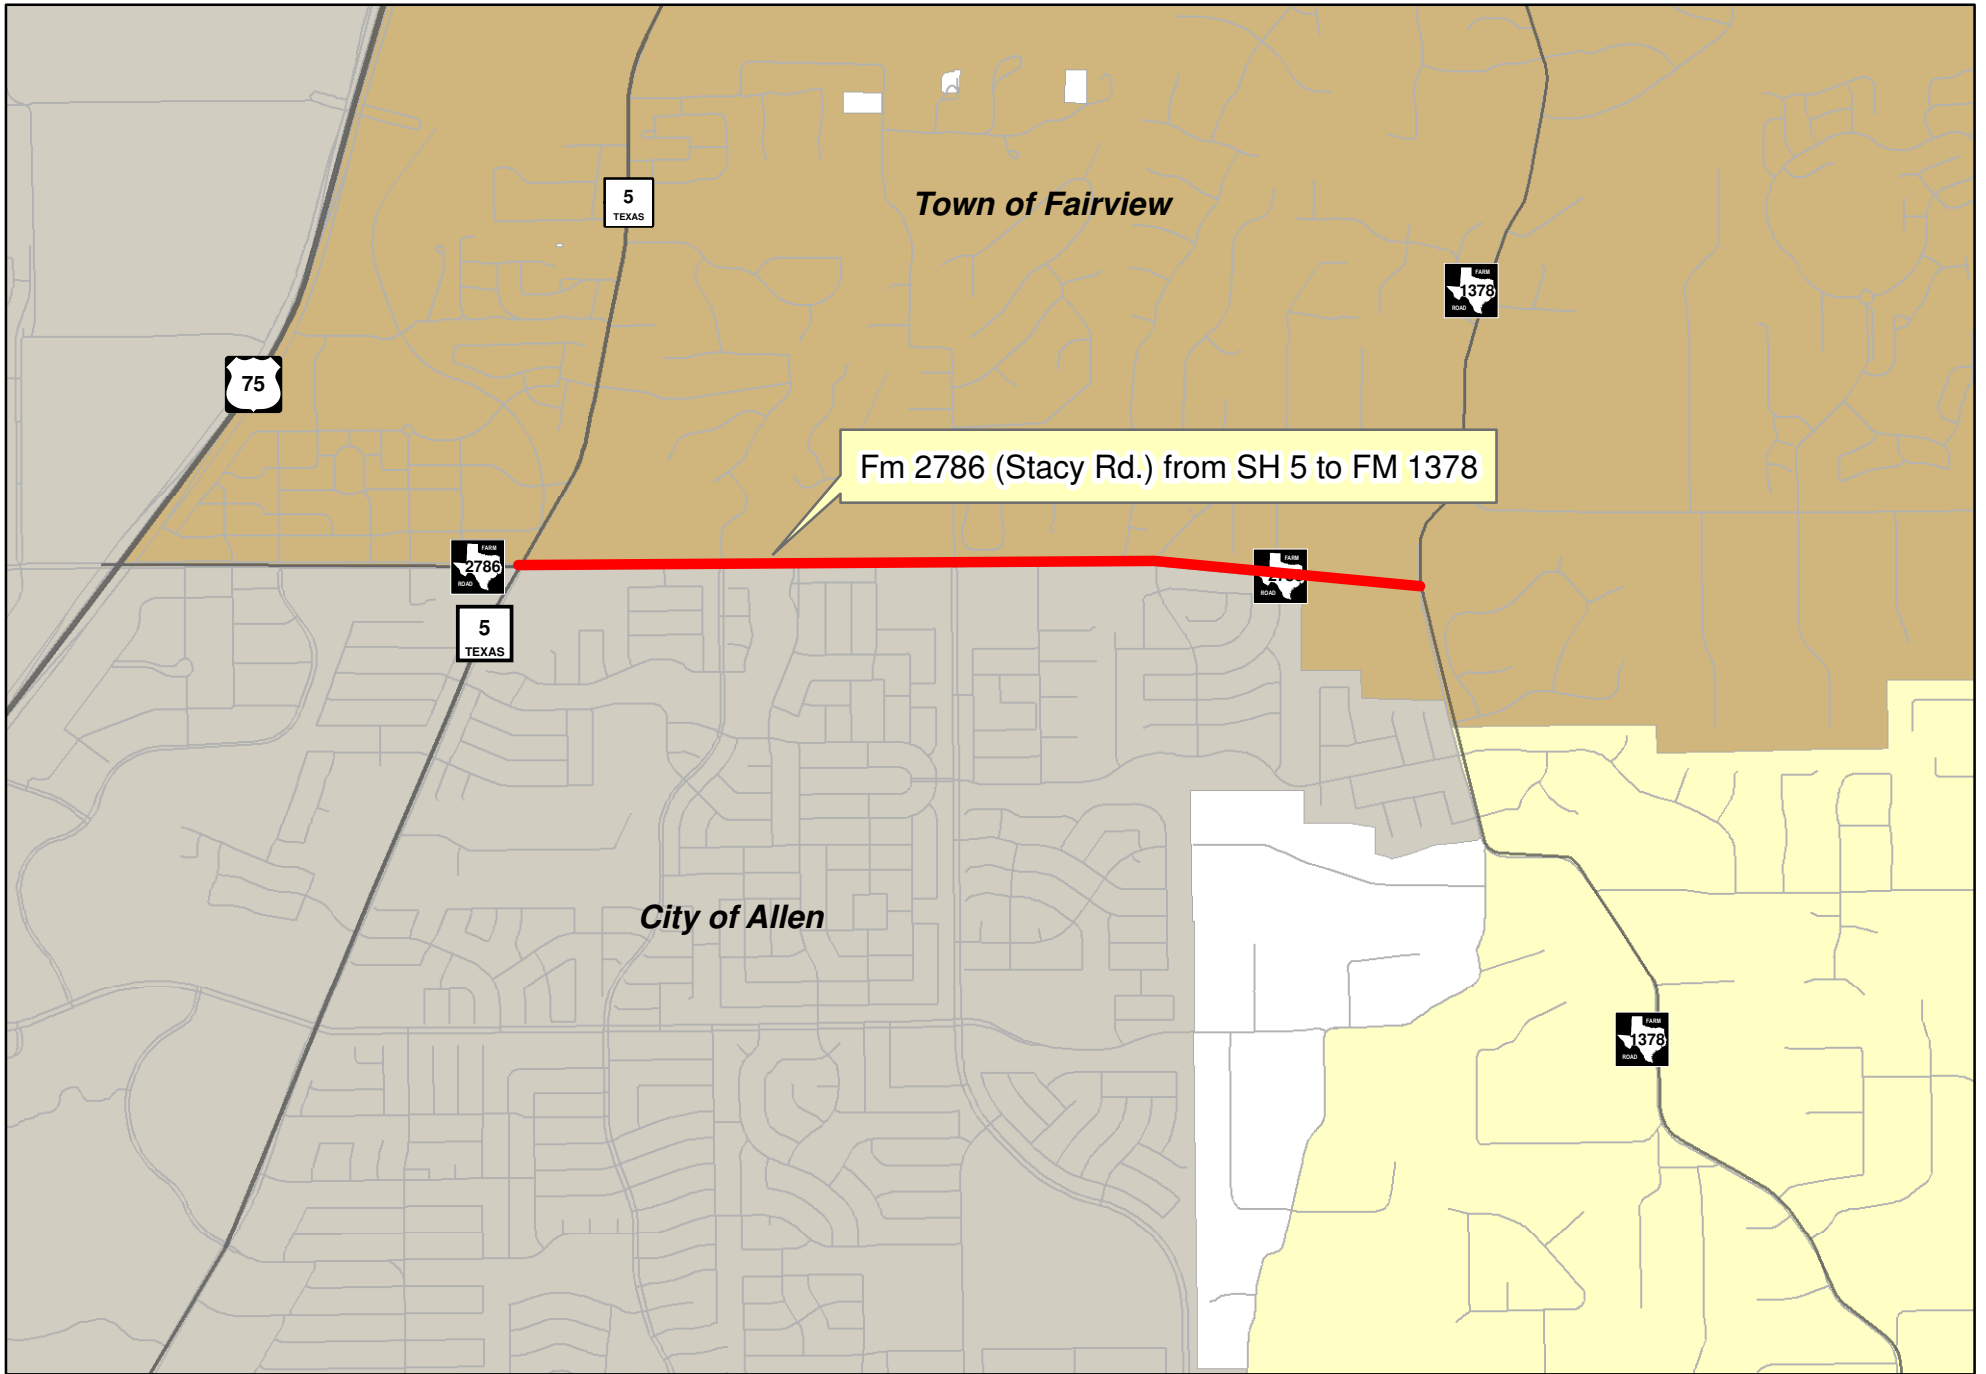 5
TEXAS
Town of Fairview
FARM
1378
ROAD
75
Fm 2786 (Stacy Rd.) from SH 5 to FM 1378
FARM
2786
ROAD
FARM
ROAD
5
TEXAS
City of Allen
FARM
1378
ROAD